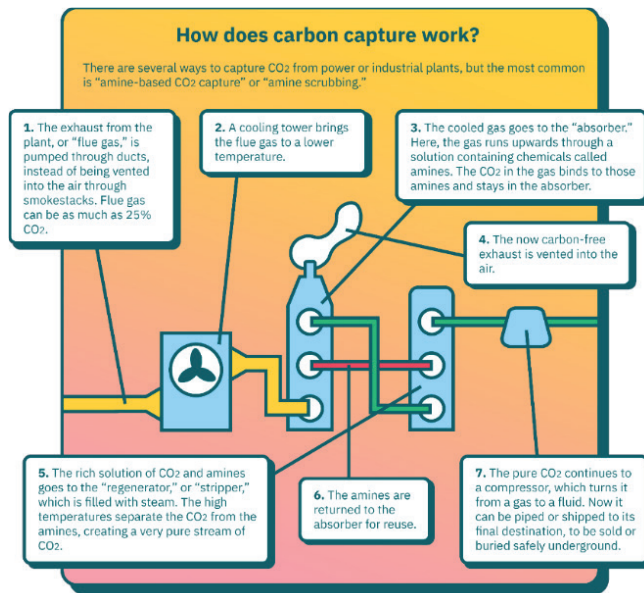 How does carbon capture work?
There are several ways to capture CO2 from power or industrial plants, but the most common
is “amine-based CO2 capture” or “amine scrubbing.”
1. The exhaust from the
plant, or “flue gas,” is
pumped through ducts,
instead of being vented
into the air through
smokestacks. Flue gas
can be as much as 25%
CO2.
2. A cooling tower brings
the flue gas to a lower
temperature.
3. The cooled gas goes to the “absorber.”
Here, the gas runs upwards through a
solution containing chemicals called
amines. The CO2 in the gas binds to those
amines and stays in the absorber.
4. The now carbon-free
exhaust is vented into the
air.
5. The rich solution of CO2 and amines
goes to the “regenerator,” or “stripper,”
which is filled with steam. The high
temperatures separate the CO2 from the
amines, creating a very pure stream of
CO2.
6. The amines are
returned to the
absorber for reuse.
7. The pure CO2 continues to
a compressor, which turns it
from a gas to a fluid. Now it
can be piped or shipped to its
final destination, to be sold or
buried safely underground.